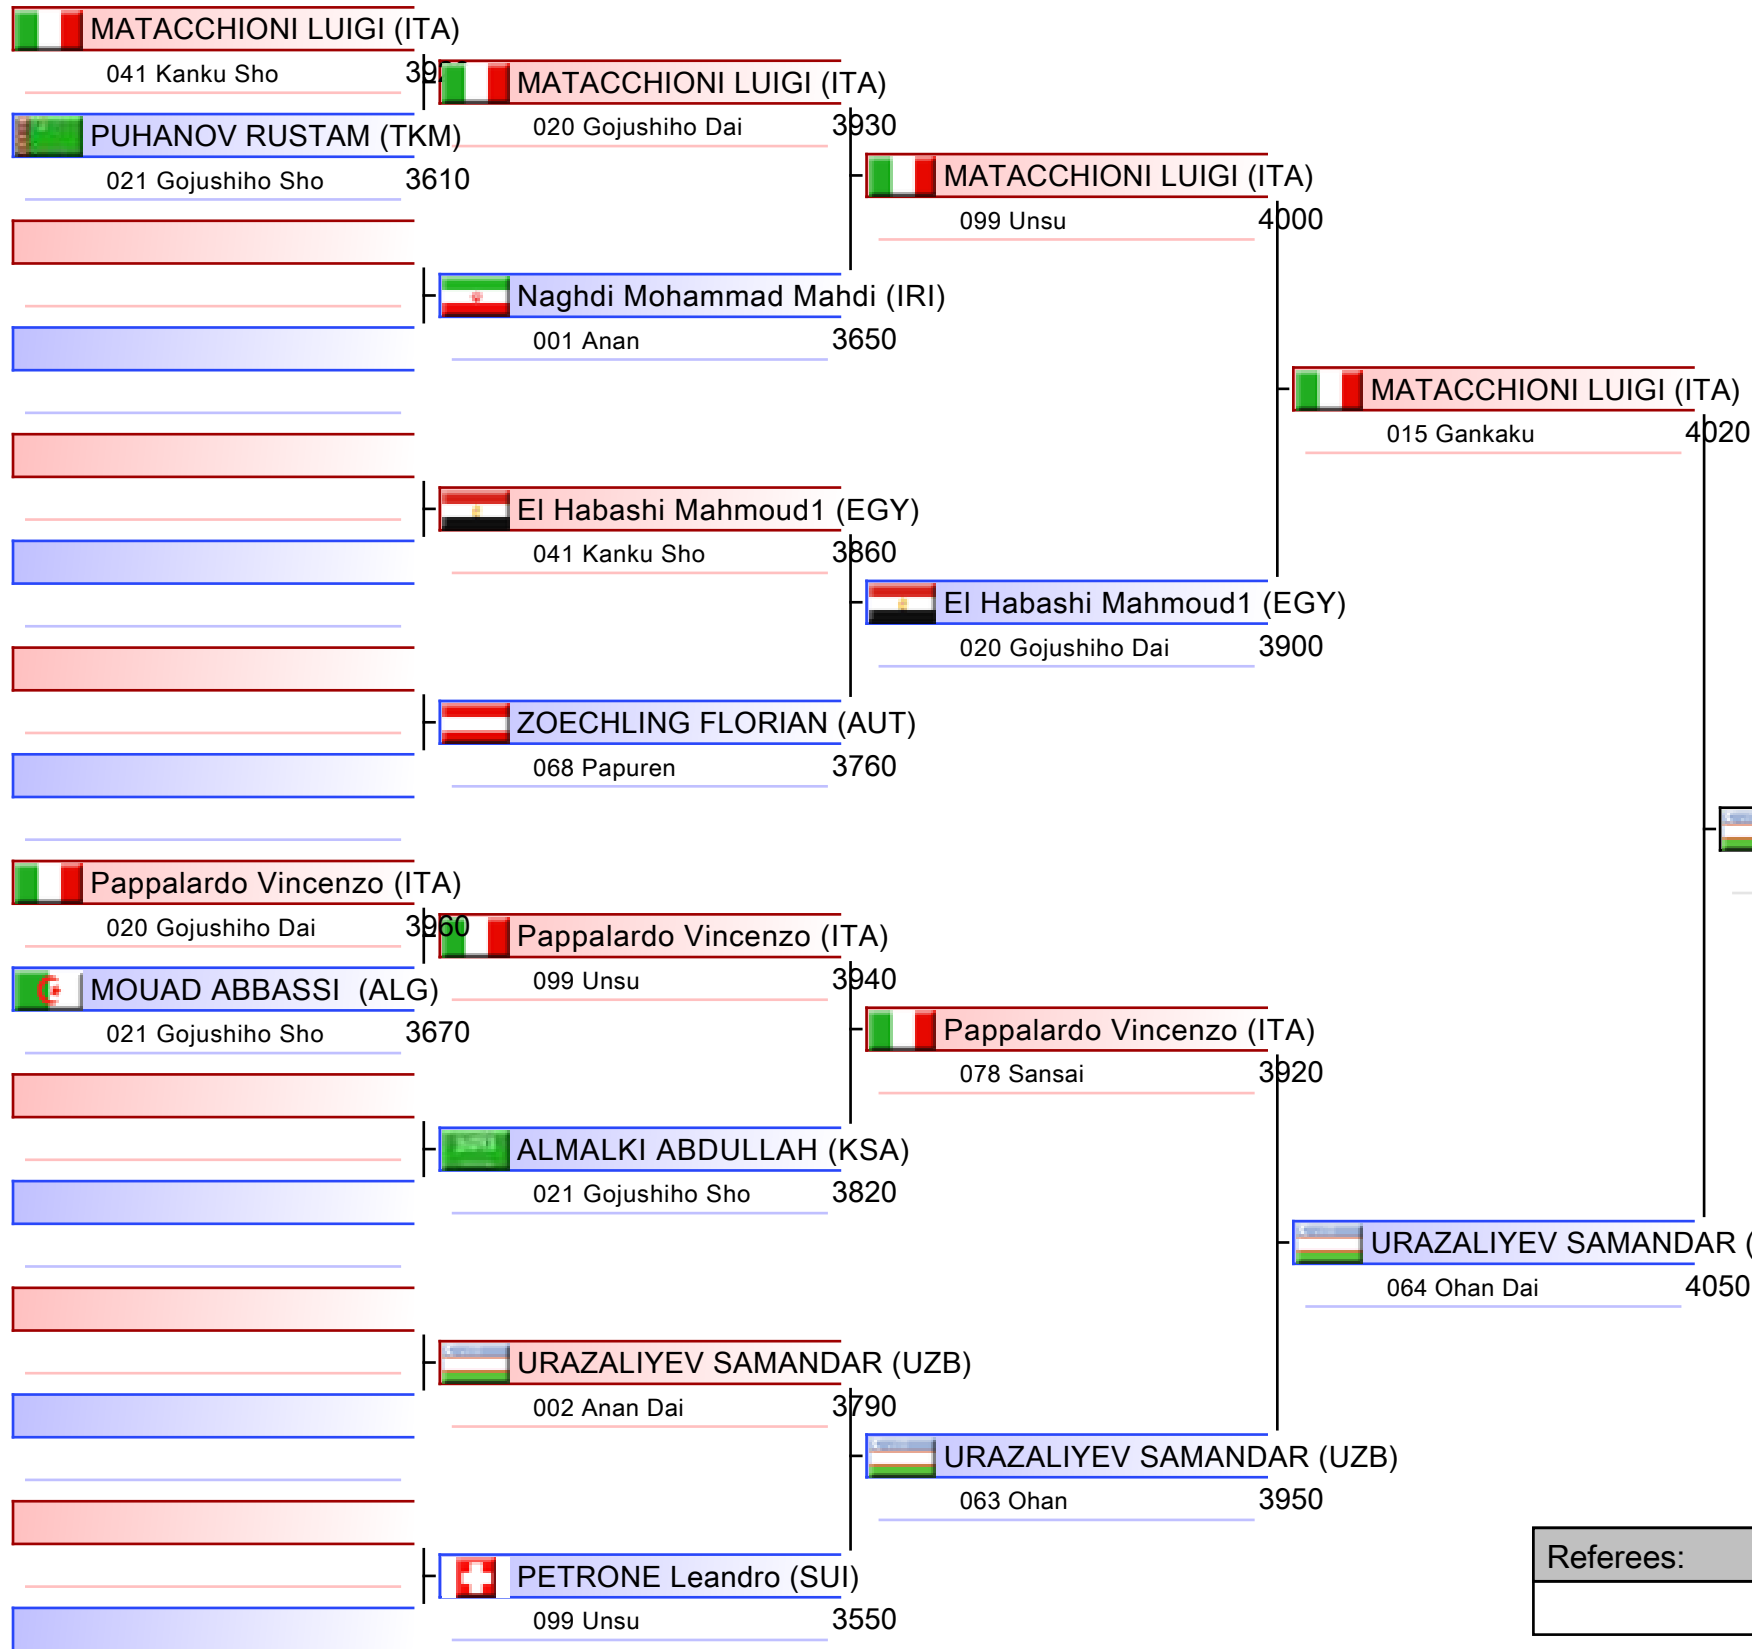 MATACCHIONI LUIGI (ITA)
041 Kanku Sho
PUHANOV RUSTAM (TKM)
021 Gojushiho Sho 3610
MATACCHIONI LUIGI (ITA)
020 Gojushiho Dai 3930
Naghdi Mohammad Mahdi (IRI)
001 Anan 3650
MATACCHIONI LUIGI (ITA)
099 Unsu 4000
El Habashi Mahmoud1 (EGY)
041 Kanku Sho 3860
ZOECHLING FLORIAN (AUT)
068 Papuren 3760
El Habashi Mahmoud1 (EGY)
020 Gojushiho Dai 3900
MATACCHIONI LUIGI (ITA)
015 Gankaku 4020
Pappalardo Vincenzo (ITA)
020 Gojushiho Dai 3960
MOUAD ABBASSI (ALG)
021 Gojushiho Sho 3670
Pappalardo Vincenzo (ITA)
099 Unsu 3940
ALMALKI ABDULLAH (KSA)
021 Gojushiho Sho 3820
Pappalardo Vincenzo (ITA)
078 Sansai 3920
URAZALIYEV SAMANDAR (UZB)
002 Anan Dai 3790
PETRONE Leandro (SUI)
099 Unsu 3550
URAZALIYEV SAMANDAR (UZB)
063 Ohan 3950
URAZALIYEV SAMANDAR (
064 Ohan Dai 4050
Referees: